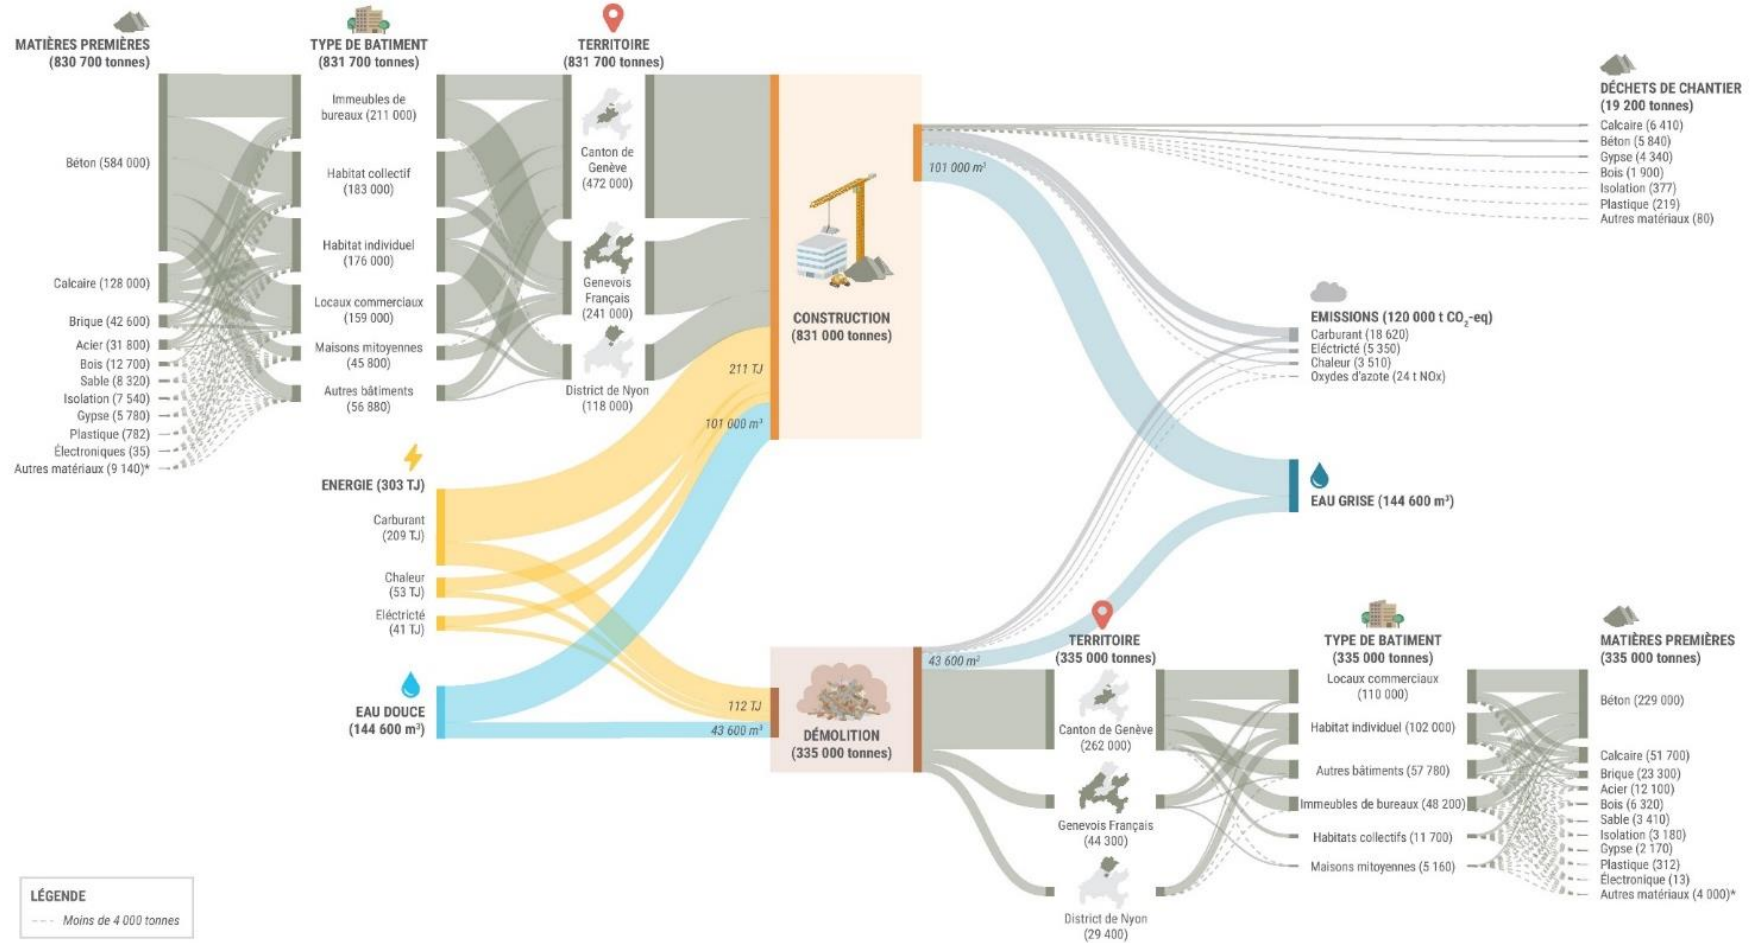 MATIÈRES PREMIÈRES
(830 700 tonnes)
Béton (584 000)
Calcaire (128 000)
Brique (42 600)
Acier (31 800)
Bois (12 700)
Sable (8 320)
Isolation (7 540)
Gypse (5 780)
Plastique (782)
Électroniques (35)
Autres matériaux (9 140)*
TYPE DE BATIMENT
(831 700 tonnes)
Immeubles de
bureaux (211 000)
Habitat collectif
(183 000)
Habitat individuel
(176 000)
Locaux commerciaux
(159 000)
Maisons mitoyennes
(45 800)
Autres bâtiments
(56 880)
TERRITOIRE
(831 700 tonnes)
Canton de
Genève
(472 000)
Genevois
Français
(241 000)
District de Nyon
(118 000)
ENERGIE (303 TJ)
Carburant
(209 TJ)
Chaleur
(53 TJ)
Eléctricté
(41 TJ)
EAU DOUCE
(144 600 m³)
211 TJ
101 000 m³
CONSTRUCTION
(831 000 tonnes)
101 000 m³
112 TJ
43 600 m³
DÉMOLITION
(335 000 tonnes)
43 600 m³
DÉCHETS DE CHANTIER
(19 200 tonnes)
Calcaire (6 410)
Béton (5 840)
Gypse (4 340)
Bois (1 900)
Isolation (377)
Plastique (219)
Autres matériaux (80)
EMISSIONS (120 000 t CO₂-eq)
Carburant (18 620)
Eléctricté (5 350)
Chaleur (3 510)
Oxydes d'azote (24 t NOx)
EAU GRISE (144 600 m³)
TERRITOIRE
(335 000 tonnes)
Canton de Genève
(262 000)
Genevois Français
(44 300)
District de Nyon
(29 400)
TYPE DE BATIMENT
(335 000 tonnes)
Locaux commerciaux
(110 000)
Habitat individuel (102 000)
Autres bâtiments (57 780)
Immeubles de bureaux (48 200)
Habitats collectifs (11 700)
Maisons mitoyennes (5 160)
MATIÈRES PREMIÈRES
(335 000 tonnes)
Béton (229 000)
Calcaire (51 700)
Brique (23 300)
Acier (12 100)
Bois (6 320)
Sable (3 410)
Isolation (3 180)
Gypse (2 170)
Plastique (312)
Électronique (13)
Autres matériaux (4 000)*
LÉGENDE
Moins de 4 000 tonnes